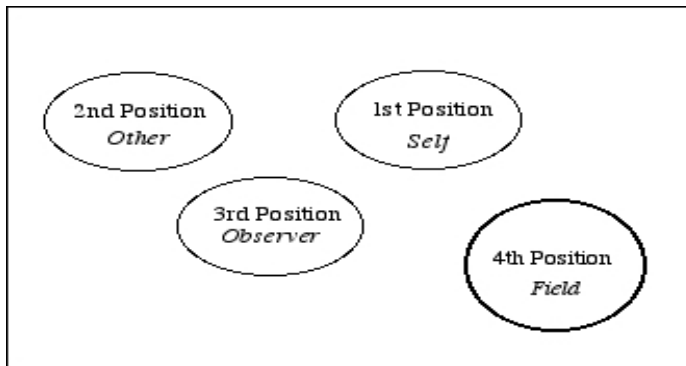 2nd Position
Other
1st Position
Self
3rd Position
Observer
4th Position
Field